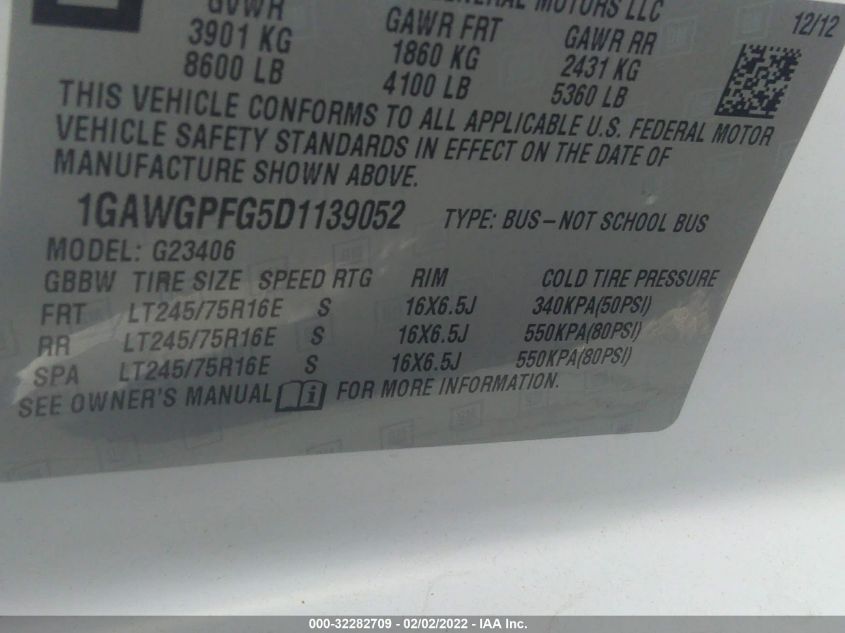 GVWR GENERAL MOTORS LLC 12/12
3901 KG GAWR FRT GAWR RR
8600 LB 1860 KG 2431 KG
4100 LB 5360 LB
THIS VEHICLE CONFORMS TO ALL APPLICABLE U.S. FEDERAL MOTOR
VEHICLE SAFETY STANDARDS IN EFFECT ON THE DATE OF
MANUFACTURE SHOWN ABOVE.
1GAWGPFG5D1139052 TYPE: BUS–NOT SCHOOL BUS
MODEL: G23406
GBBW TIRE SIZE SPEED RTG RIM COLD TIRE PRESSURE
FRT LT245/75R16E S 16X6.5J 340KPA(50PSI)
RR LT245/75R16E S 16X6.5J 550KPA(80PSI)
SPA LT245/75R16E S 16X6.5J 550KPA(80PSI)
SEE OWNER'S MANUAL FOR MORE INFORMATION.
000-32282709 - 02/02/2022 - IAA Inc.